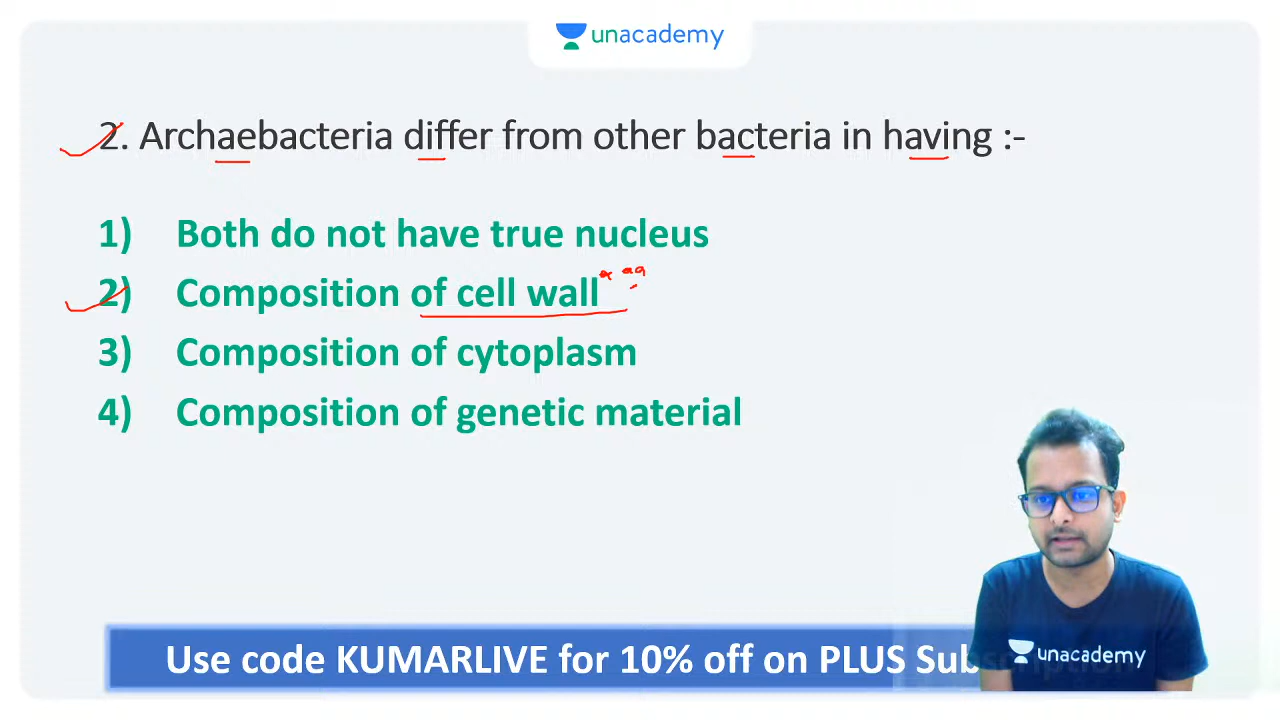 unacademy
2. Archaebacteria differ from other bacteria in having :-
1) Both do not have true nucleus
2) Composition of cell wall
3) Composition of cytoplasm
4) Composition of genetic material
Use code KUMARLIVE for 10% off on PLUS
unacademy